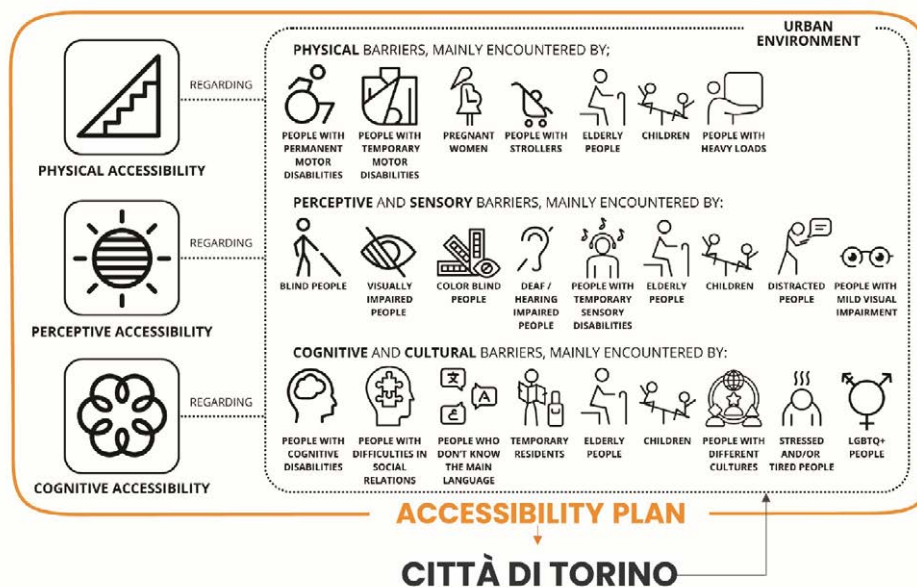 URBAN
ENVIRONMENT
PHYSICAL BARRIERS, MAINLY ENCOUNTERED BY;
REGARDING
PEOPLE WITH
PERMANENT
MOTOR
DISABILITIES
PEOPLE WITH
TEMPORARY
MOTOR
DISABILITIES
PREGNANT
WOMEN
PEOPLE WITH
STROLLERS
ELDERLY
PEOPLE
CHILDREN
PEOPLE WITH
HEAVY LOADS
PHYSICAL ACCESSIBILITY
PERCEPTIVE AND SENSORY BARRIERS, MAINLY ENCOUNTERED BY:
REGARDING
BLIND PEOPLE
VISUALLY
IMPAIRED
PEOPLE
COLOR BLIND
PEOPLE
DEAF /
HEARING
IMPAIRED
PEOPLE
PEOPLE WITH
TEMPORARY
SENSORY
DISABILITIES
ELDERLY
PEOPLE
CHILDREN
DISTRACTED
PEOPLE
PEOPLE WITH
MILD VISUAL
IMPAIRMENT
PERCEPTIVE ACCESSIBILITY
COGNITIVE AND CULTURAL BARRIERS, MAINLY ENCOUNTERED BY:
REGARDING
文
A
ع
PEOPLE WITH
COGNITIVE
DISABILITIES
PEOPLE WITH
DIFFICULTIES IN
SOCIAL
RELATIONS
PEOPLE WHO
DON'T KNOW
THE MAIN
LANGUAGE
TEMPORARY
RESIDENTS
ELDERLY
PEOPLE
CHILDREN
PEOPLE WITH
DIFFERENT
CULTURES
STRESSED
AND/OR
TIRED PEOPLE
LGBTQ+
PEOPLE
COGNITIVE ACCESSIBILITY
ACCESSIBILITY PLAN
CITTÀ DI TORINO